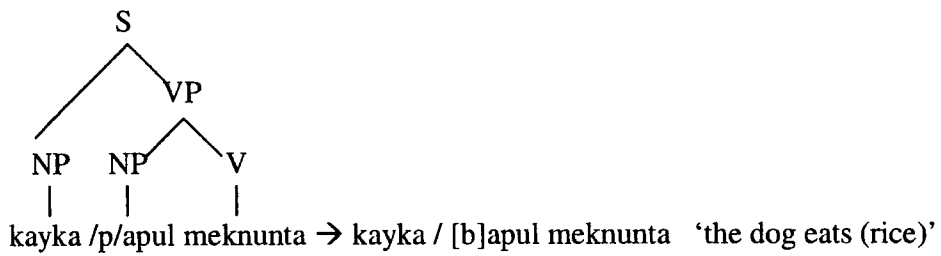 S
VP
NP NP V
kayka /p/apul meknunta → kayka / [b]apul meknunta 'the dog eats (rice)'